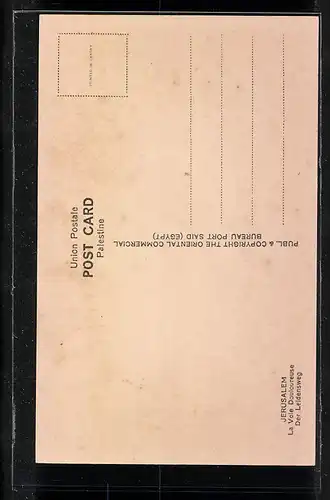 Union Postale
POST CARD
Palestine
PUBL. & COPYRIGHT THE ORIENTAL COMMERCIAL
BUREAU PORT SAID (EGYPT)
JERUSALEM
La Voie Douloureuse
Der Leidensweg